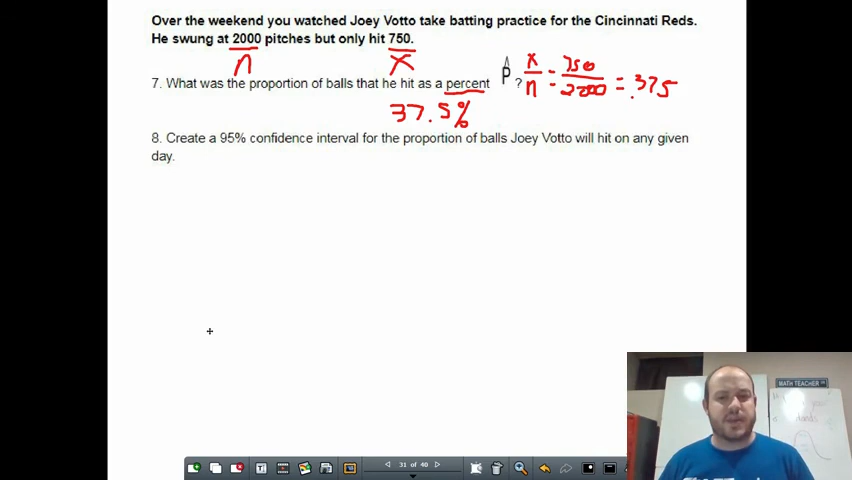 Over the weekend you watched Joey Votto take batting practice for the Cincinnati Reds.
He swung at 2000 pitches but only hit 750.
n x
7. What was the proportion of balls that he hit as a percent p̂ ? x/n = 750/2000 = .375
37.5%
8. Create a 95% confidence interval for the proportion of balls Joey Votto will hit on any given
day.
31 of 40
MATH TEACHER